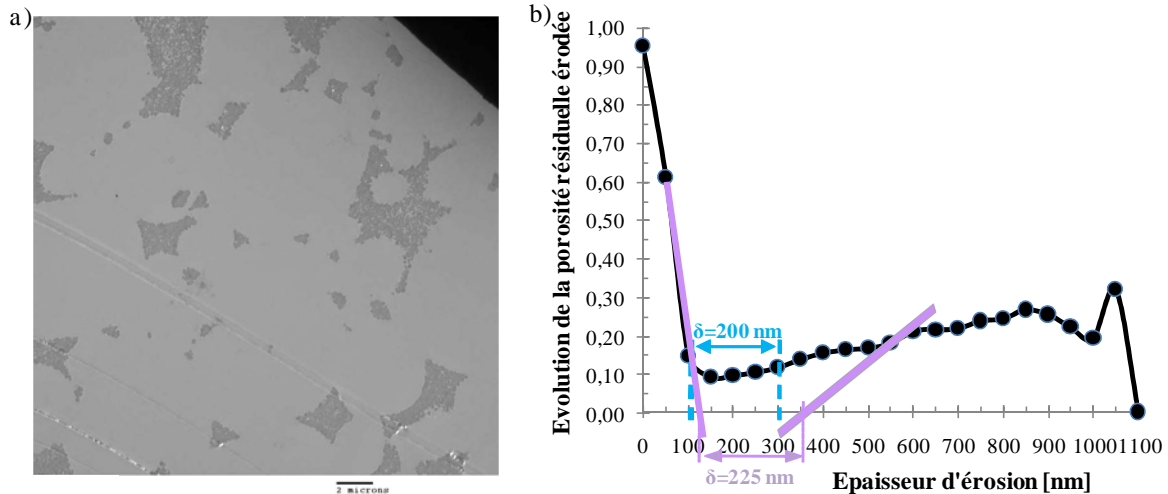 a)
2 microns
b)
Evolution de la porosité résiduelle érodée
1,00
0,90
0,80
0,70
0,60
0,50
0,40
0,30
0,20
0,10
0,00
δ=200 nm
0 100 200 300 400 500 600 700 800 900 1000 1100
δ=225 nm
Epaisseur d'érosion [nm]